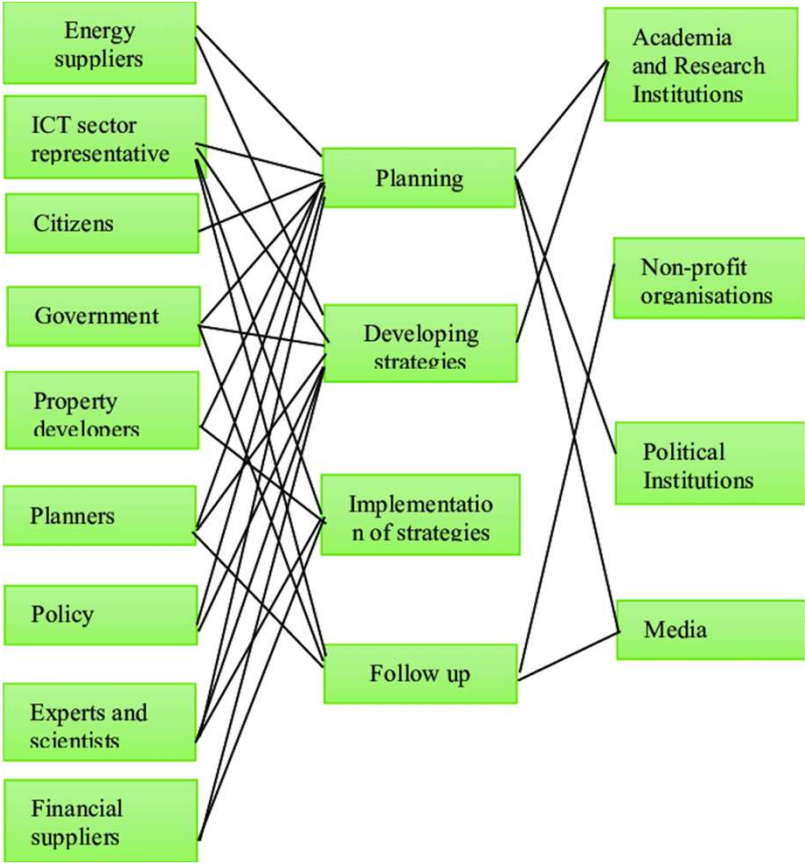 Energy
suppliers
ICT sector
representative
Citizens
Government
Property
developers
Planners
Policy
Experts and
scientists
Financial
suppliers
Planning
Developing
strategies
Implementatio
n of strategies
Follow up
Academia
and Research
Institutions
Non-profit
organisations
Political
Institutions
Media